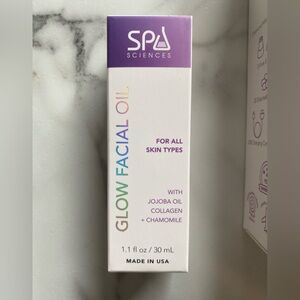 SPA
SCIENCES
GLOW FACIAL OIL
FOR ALL
SKIN TYPES
WITH
JOJOBA OIL
COLLAGEN
+ CHAMOMILE
1.1 fl oz / 30 mL
MADE IN USA